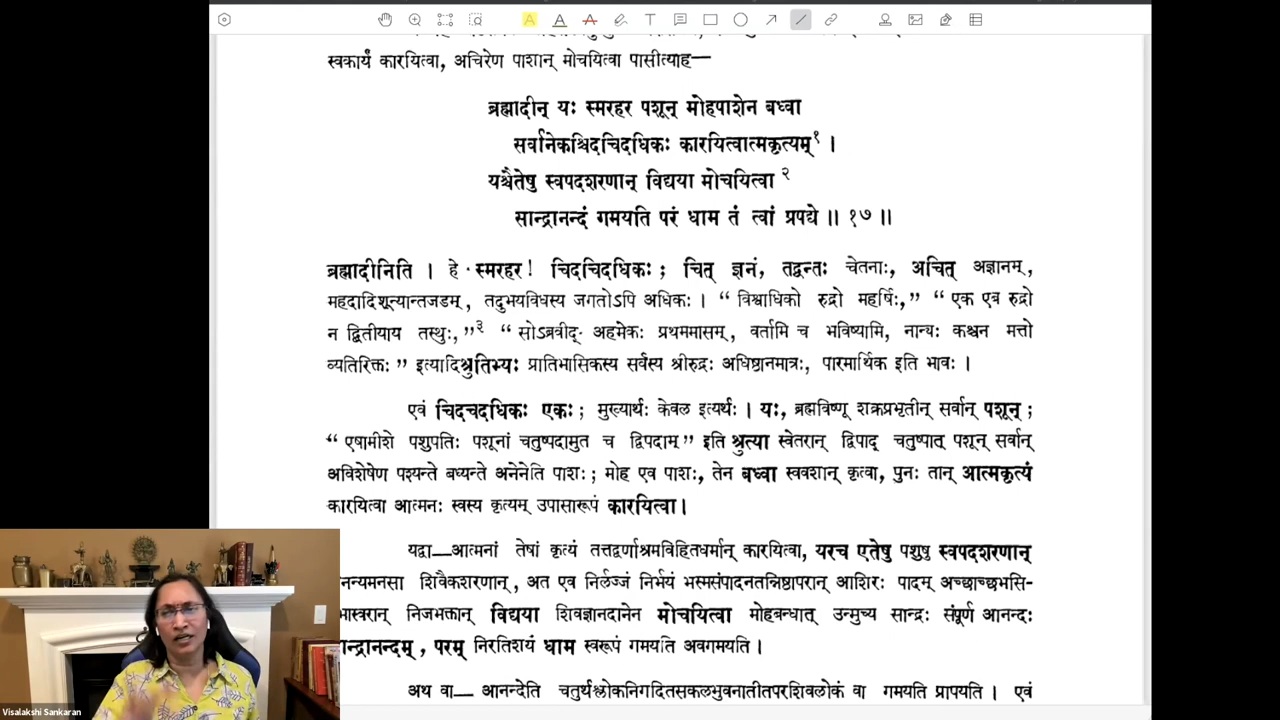 स्वकार्यं कारयित्वा, अचिरेण पाशान् मोचयित्वा पासीत्याह—
ब्रह्मादीन् यः स्मरहर पशून् मोहपाशेन बध्वा
सर्वानेकश्चिदचिदधिकः कारयित्वात्मकृत्यम्१ ।
यश्चैतेषु स्वपदशरणान् विद्यया मोचयित्वा २
सान्द्रानन्दं गमयति परं धाम तं त्वां प्रपद्ये ॥ १७ ॥
ब्रह्मादीनिति । हे स्मरहर! चिदचिदधिकः ; चित् ज्ञनं, तद्वन्तः चेतनाः, अचित् अज्ञानम्,
महदादिशून्यान्तजडम्, तदुभयविधस्य जगतोऽपि अधिकः । “ विश्वाधिको रुद्रो महर्षिः,” “ एक एव रुद्रो
न द्वितीयाय तस्थुः,”३ “ सोऽब्रवीद् अहमेकः प्रथममासम्, वर्तामि च भविष्यामि, नान्यः कश्चन मत्तो
व्यतिरिक्तः ” इत्यादिश्रुतिभ्यः प्रातिभासिकस्य सर्वस्य श्रीरुद्रः अधिष्ठानमात्रः, पारमार्थिक इति भावः ।
एवं चिदचदधिकः एकः ; मुख्यार्थः केवल इत्यर्थः । यः, ब्रह्मविष्णू शक्रप्रभृतीन् सर्वान् पशून् ;
“ एषामीशे पशुपतिः पशूनां चतुष्पदामुत च द्विपदाम् ” इति श्रुत्या स्वेतरान् द्विपाद् चतुष्पात् पशून् सर्वान्
अविशेषेण पश्यन्ते बध्यन्ते अनेनेति पाशः ; मोह एव पाशः, तेन बध्वा स्ववशान् कृत्वा, पुनः तान् आत्मकृत्यं
कारयित्वा आत्मनः स्वस्य कृत्यम् उपासारूपं कारयित्वा ।
यद्वा—आत्मनां तेषां कृत्यं तत्तद्वर्णाश्रमविहितधर्मान् कारयित्वा, यरच एतेषु पशुषु स्वपदशरणान्
नन्यमनसा शिवैकशरणान्, अत एव निर्लज्जं निर्भयं भस्मसंपादनतन्निष्ठापरान् आशिरः पादम् अच्छाच्छभसि-
भास्वरान् निजभक्तान् विद्यया शिवज्ञानदानेन मोचयित्वा मोहबन्धात् उन्मुच्य सान्द्रः संपूर्ण आनन्दः
ान्द्रानन्दम्, परम् निरतिशयं धाम स्वरूपं गमयति अवगमयति ।
अथ वा— आनन्देति चतुर्थश्लोकनिगदितसकलभुवनातीतपरशिवलोकं वा गमयति प्रापयति । एवं
Visalakshi Sankaran